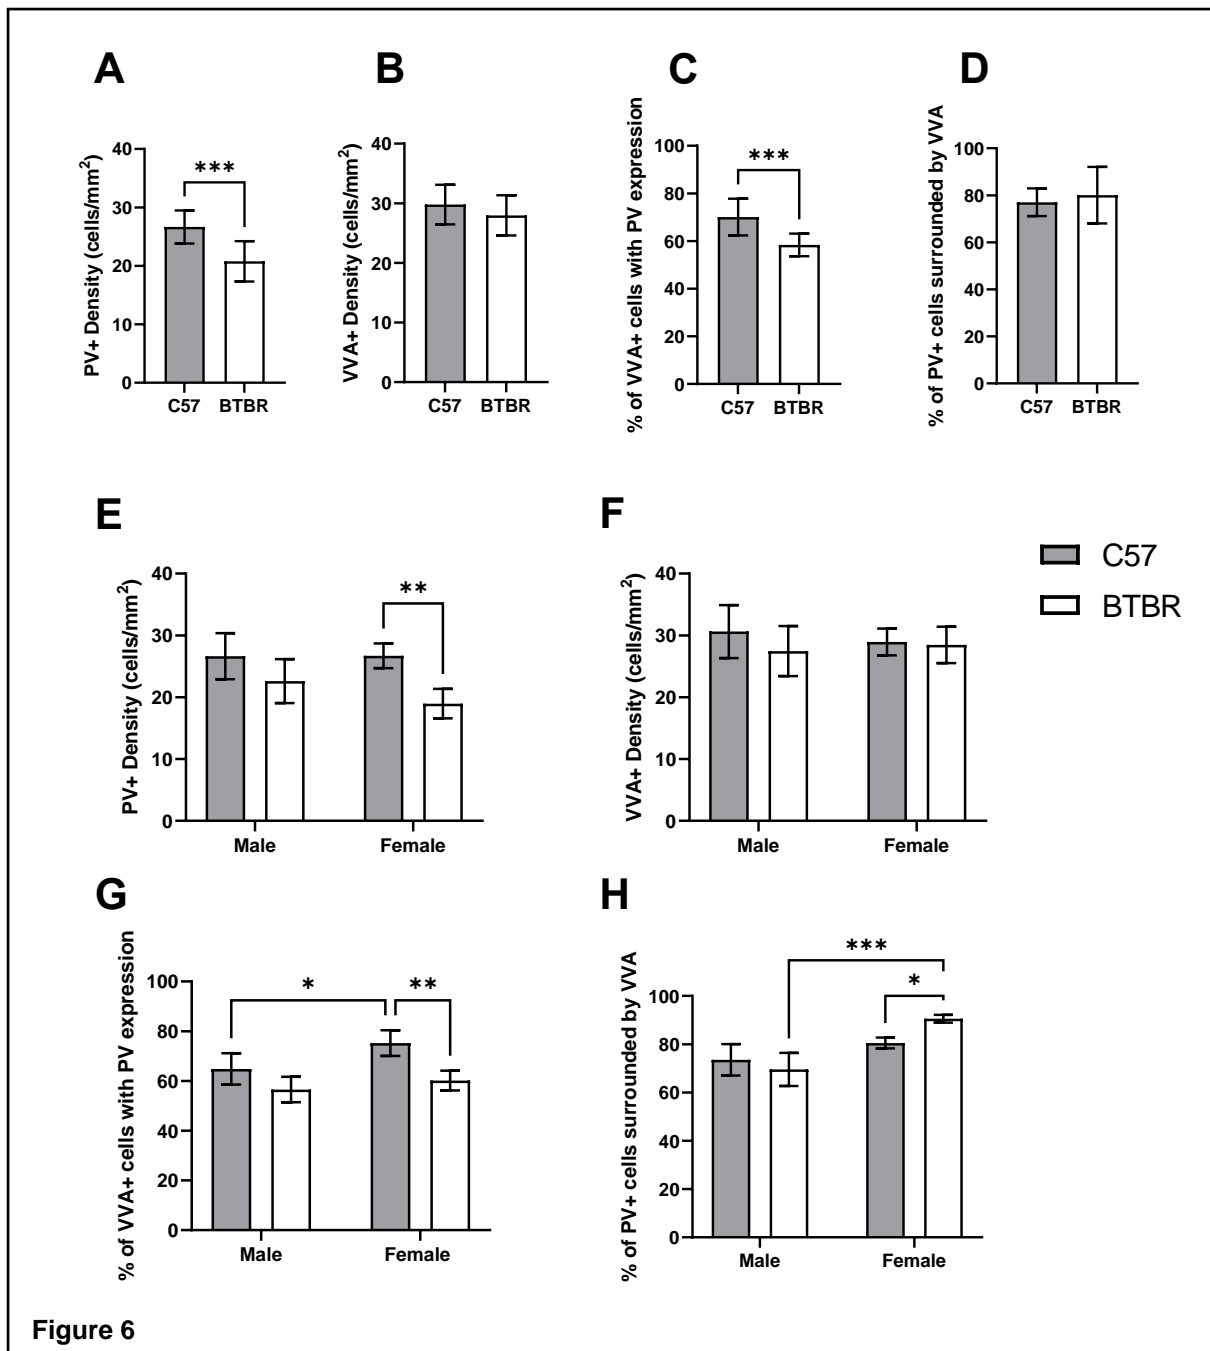 A
B
C
D
PV+ Density (cells/mm²)
40
30
20
10
0
***
C57 BTBR
VVA+ Density (cells/mm²)
40
30
20
10
0
C57 BTBR
% of VVA+ cells with PV expression
100
80
60
40
20
0
***
C57 BTBR
% of PV+ cells surrounded by VVA
100
80
60
40
20
0
C57 BTBR
E
F
PV+ Density (cells/mm²)
40
30
20
10
0
**
Male Female
VVA+ Density (cells/mm²)
40
30
20
10
0
Male Female
C57
BTBR
G
H
% of VVA+ cells with PV expression
100
80
60
40
20
0
* **
Male Female
% of PV+ cells surrounded by VVA
100
80
60
40
20
0
***
*
Male Female
Figure 6